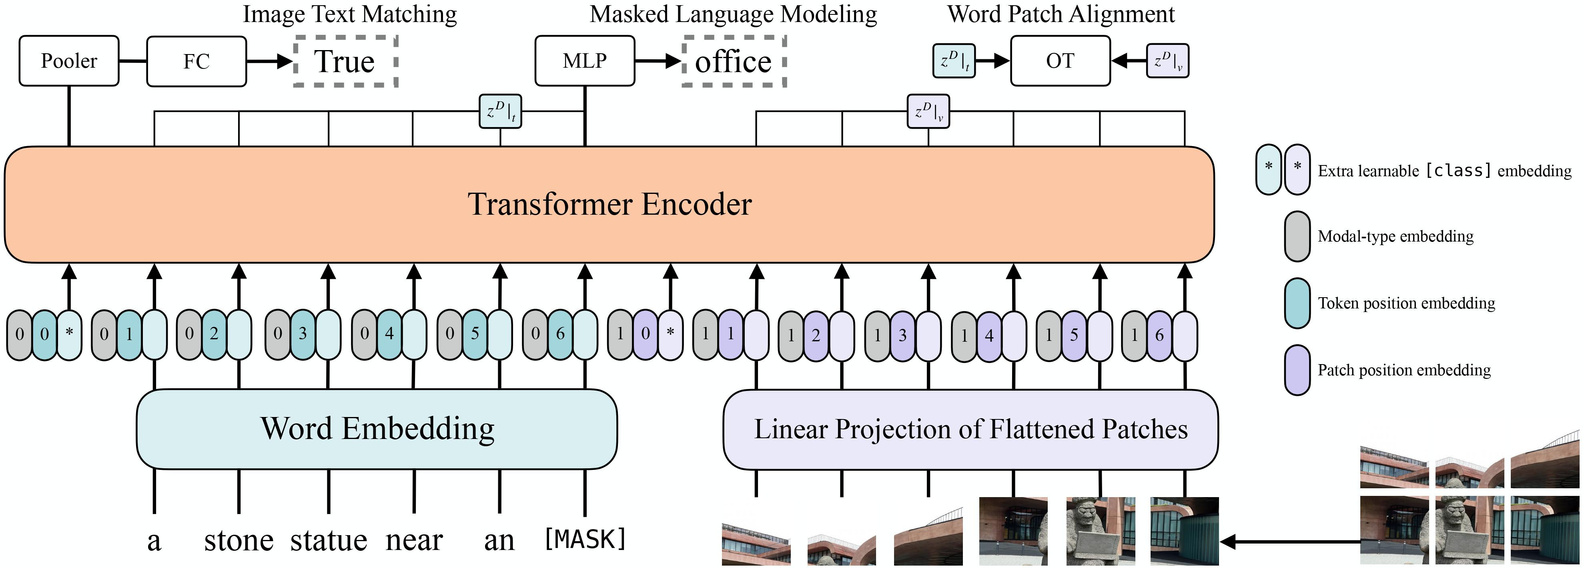 Image Text Matching
Masked Language Modeling
Word Patch Alignment
Pooler
FC
True
MLP
office
z^D|_t
OT
z^D|_v
z^D|_t
z^D|_v
Transformer Encoder
* * Extra learnable [class] embedding
Modal-type embedding
Token position embedding
Patch position embedding
0 0 *
0 1
0 2
0 3
0 4
0 5
0 6
1 0 *
1 1
1 2
1 3
1 4
1 5
1 6
Word Embedding
Linear Projection of Flattened Patches
a stone statue near an [MASK]